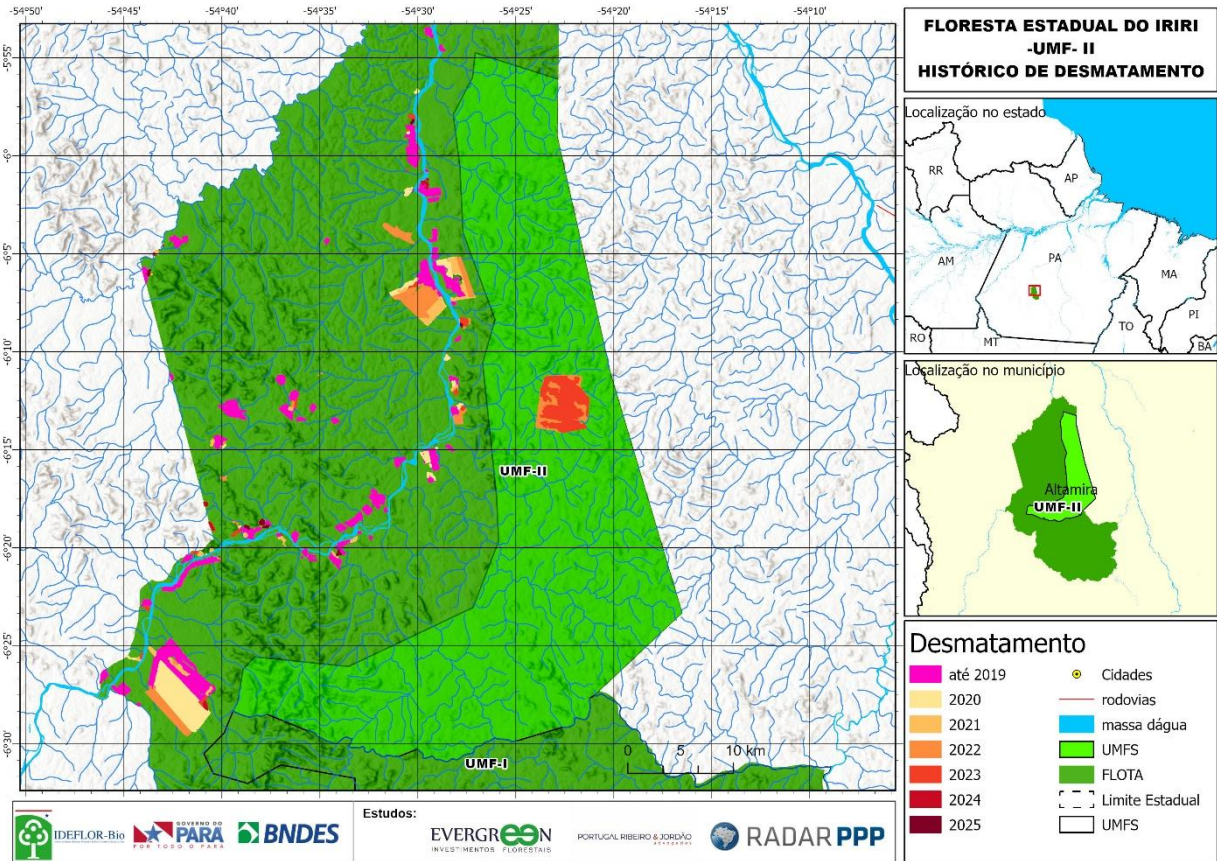 -54°50' -54°45' -54°40' -54°35' -54°30' -54°25' -54°20' -54°15' -54°10'
-5°55'
-6°
-6°05'
-6°10'
-6°15'
-6°20'
-6°25'
-6°30'
UMF-II
UMF-I
0 5 10 km
FLORESTA ESTADUAL DO IRIRI
-UMF- II
HISTÓRICO DE DESMATAMENTO
Localização no estado
RR
AP
AM
PA
MA
PI
RO
MT
TO
BA
Localização no município
Altamira
UMF-II
Desmatamento
até 2019
2020
2021
2022
2023
2024
2025
Cidades
rodovias
massa dágua
UMFS
FLOTA
Limite Estadual
UMFS
IDEFLOR-Bio
GOVERNO DO
PARÁ
POR TODO O PARÁ
BNDES
Estudos:
EVERGREEN
INVESTIMENTOS FLORESTAIS
PORTUGAL RIBEIRO & JORDÃO
ADVOGADOS
RADAR PPP